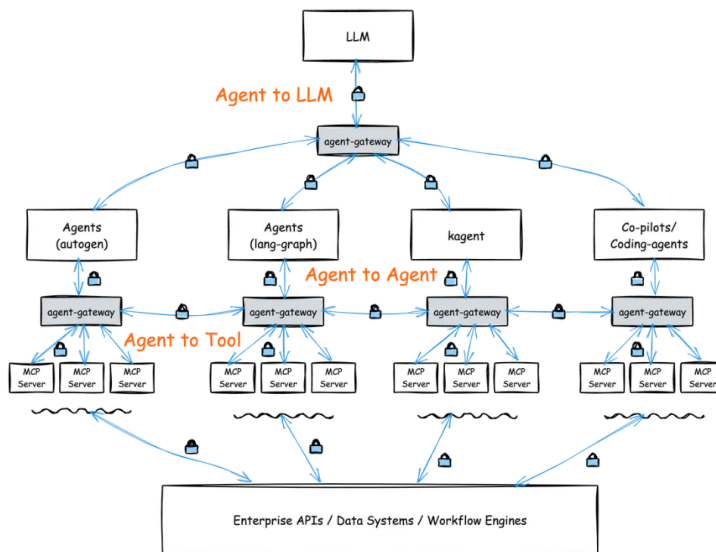 LLM
Agent to LLM
agent-gateway
Agents
(autogen)
Agents
(lang-graph)
kagent
Co-pilots/
Coding-agents
Agent to Agent
agent-gateway
agent-gateway
agent-gateway
agent-gateway
Agent to Tool
MCP
Server
MCP
Server
MCP
Server
MCP
Server
MCP
Server
MCP
Server
MCP
Server
MCP
Server
MCP
Server
MCP
Server
MCP
Server
MCP
Server
Enterprise APIs / Data Systems / Workflow Engines